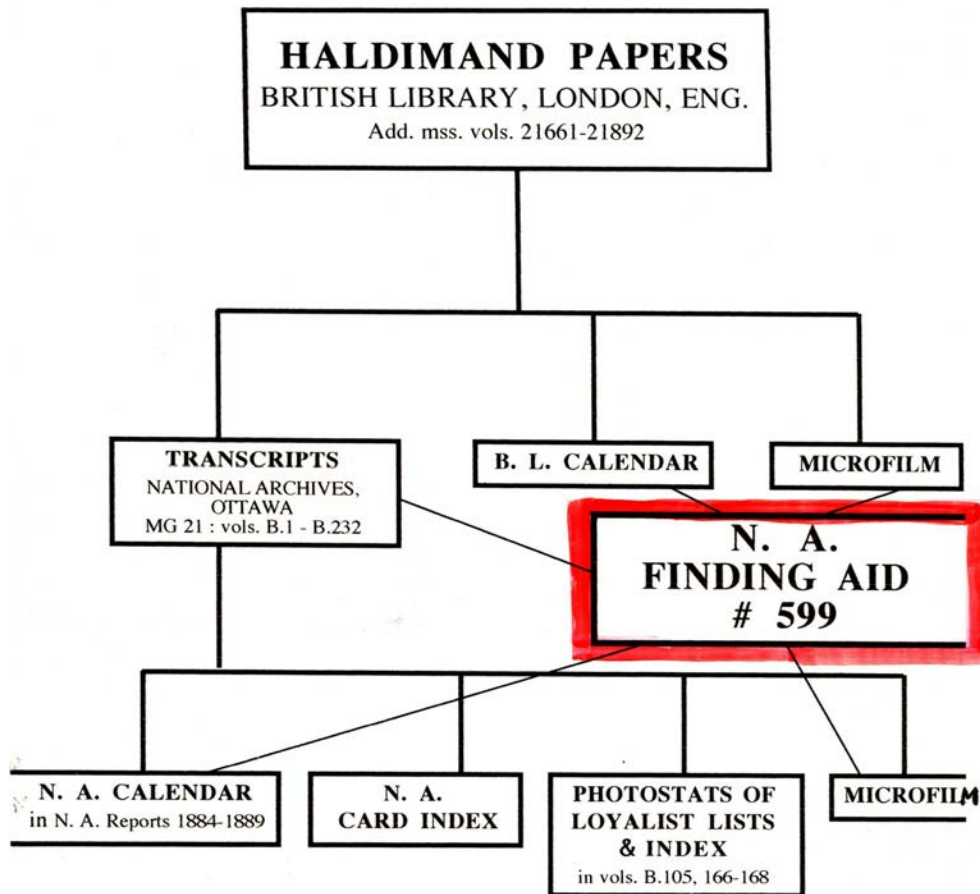 HALDIMAND PAPERS
BRITISH LIBRARY, LONDON, ENG.
Add. mss. vols. 21661-21892
TRANSCRIPTS
NATIONAL ARCHIVES,
OTTAWA
MG 21 : vols. B.1 - B.232
B. L. CALENDAR
MICROFILM
N. A.
FINDING AID
# 599
N. A. CALENDAR
in N. A. Reports 1884-1889
N. A.
CARD INDEX
PHOTOSTATS OF
LOYALIST LISTS
& INDEX
in vols. B.105, 166-168
MICROFILM